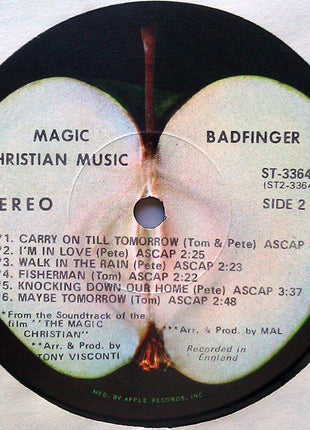 MAGIC
CHRISTIAN MUSIC
BADFINGER
ST-3364
(ST2-3364
STEREO
SIDE 2
*1. CARRY ON TILL TOMORROW (Tom & Pete) ASCAP
*2. I'M IN LOVE (Pete) ASCAP 2:25
*3. WALK IN THE RAIN (Pete) ASCAP 2:23
*4. FISHERMAN (Tom) ASCAP 2:22
*5. KNOCKING DOWN OUR HOME (Pete) ASCAP 3:37
*6. MAYBE TOMORROW (Tom) ASCAP 2:48
*From the Soundtrack of the
film "THE MAGIC
CHRISTIAN"
**Arr. & Prod. by
TONY VISCONTI
***Arr. & Prod. by MAL
Recorded in
England
MFD. BY APPLE RECORDS, INC